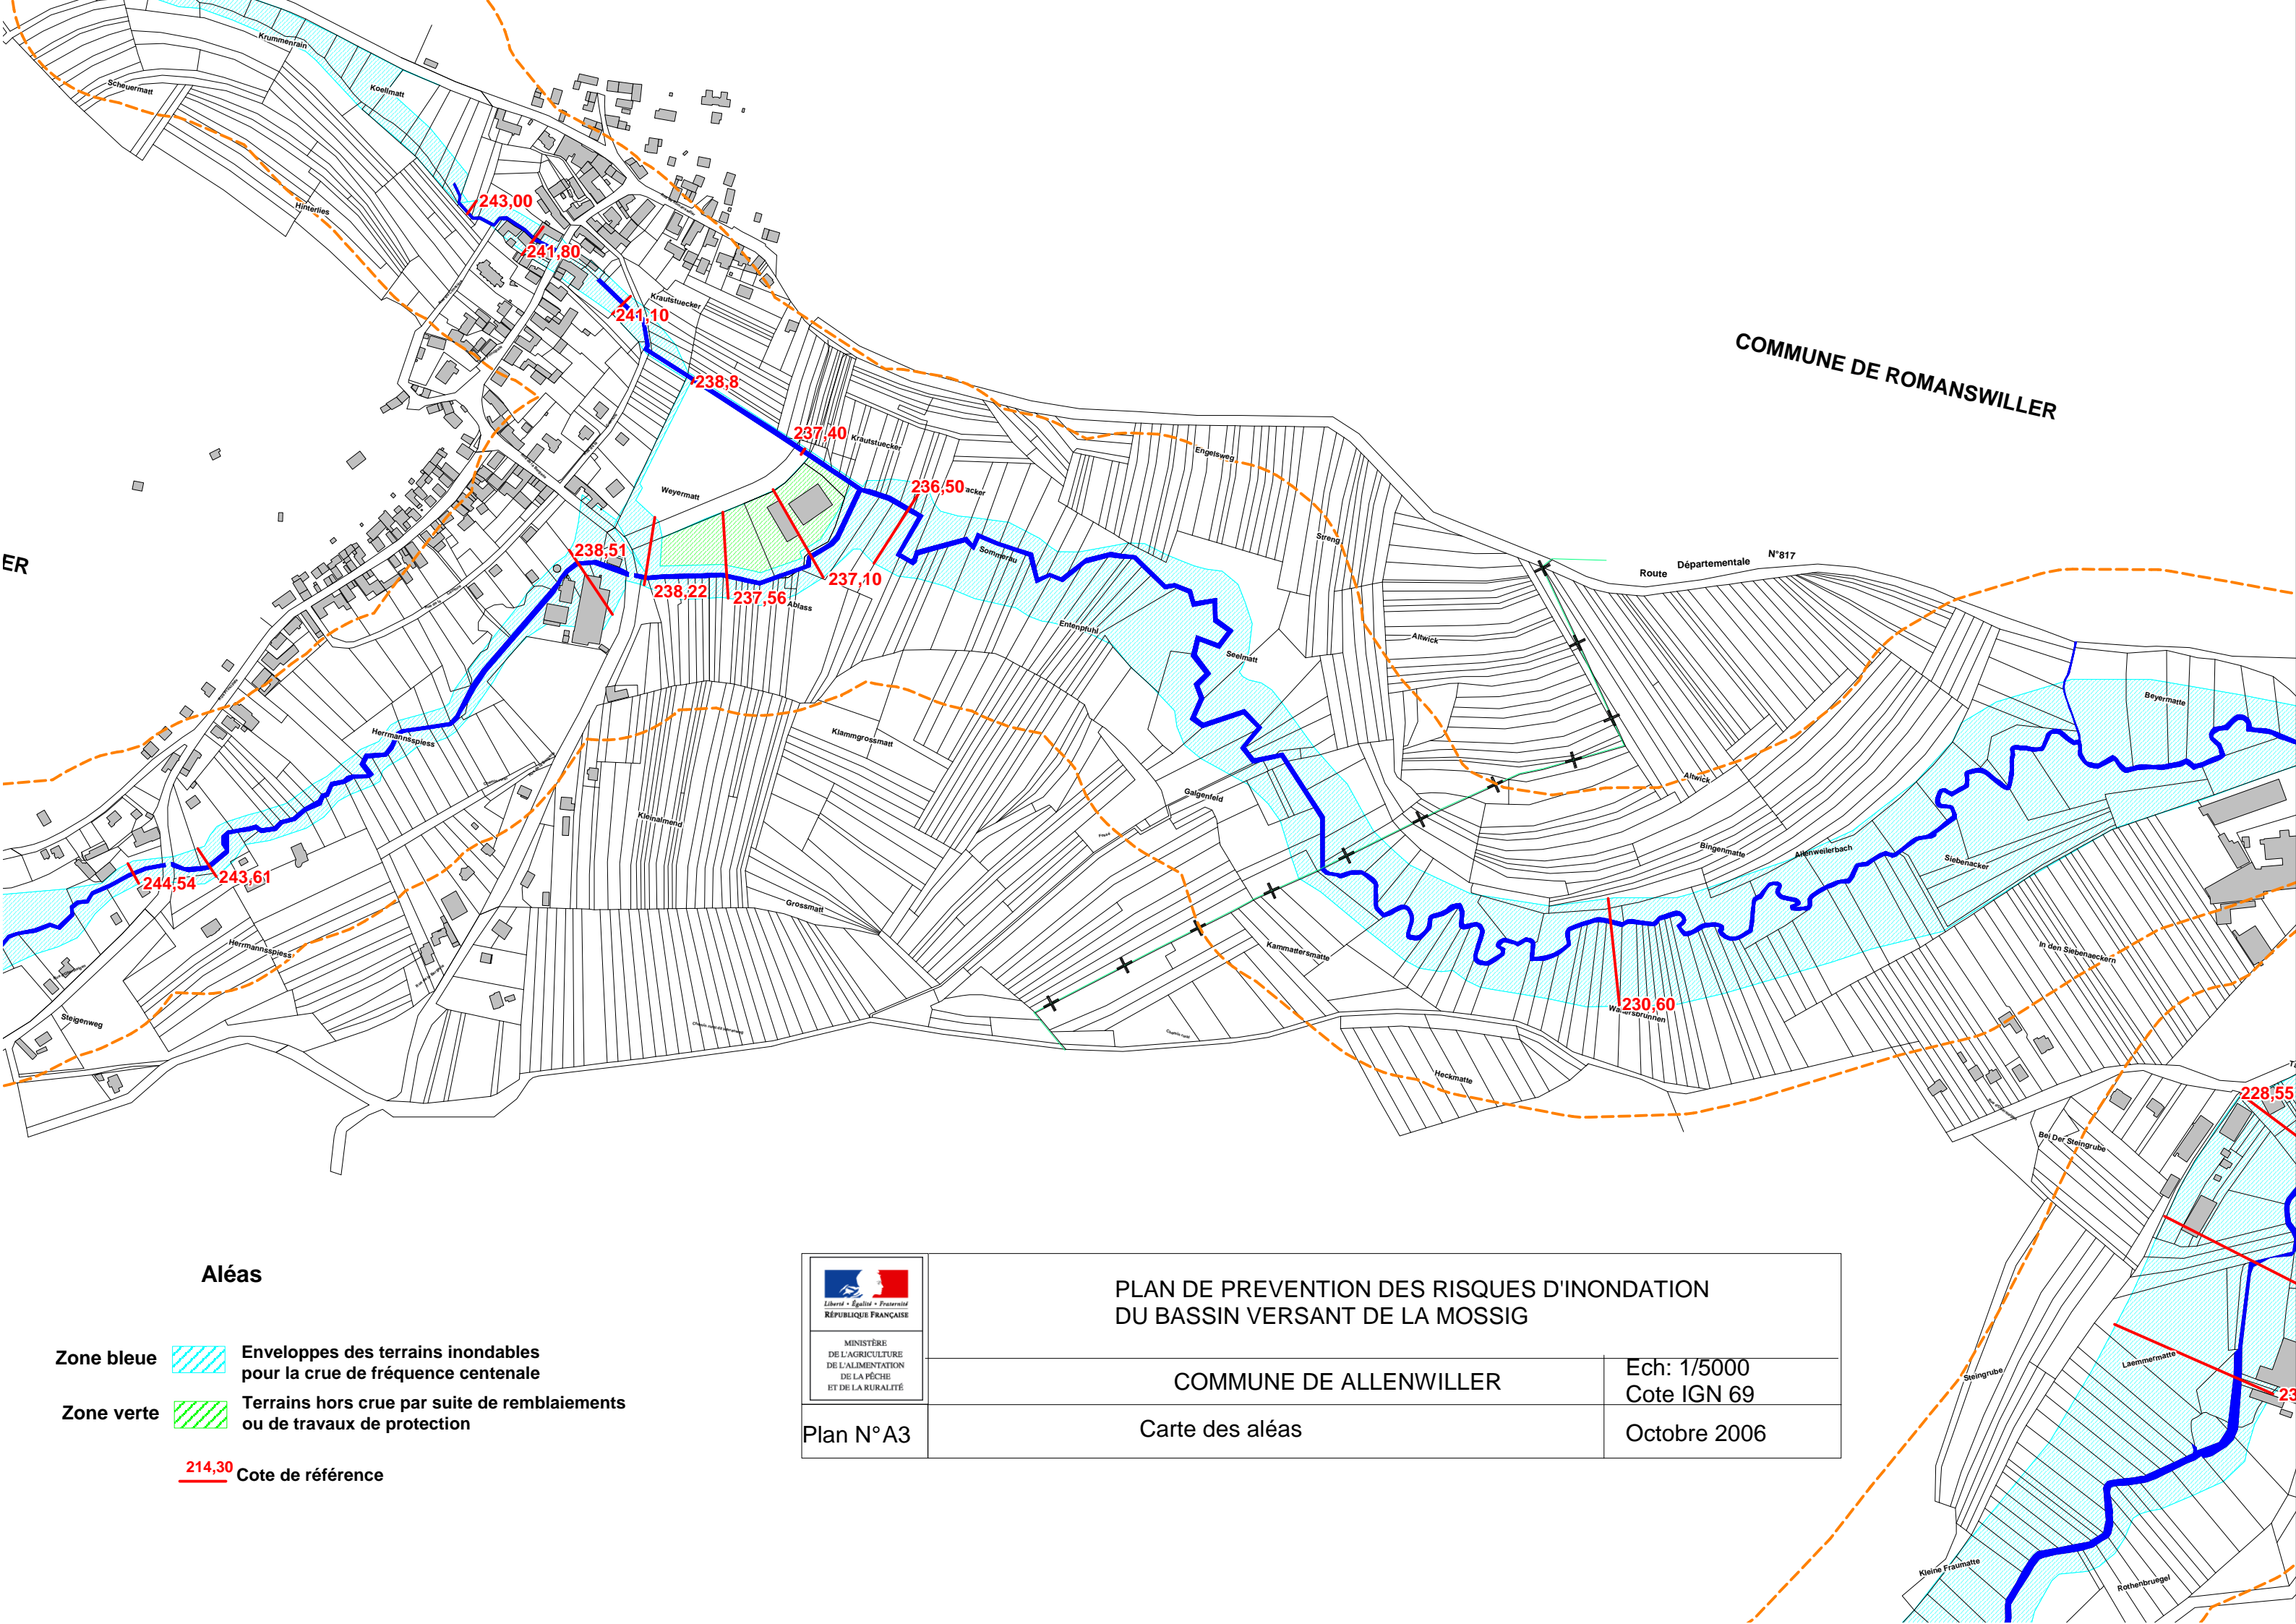 Krummenrain
Scheuermatt
Koellmatt
Hinterlies
243,00
241,80
Krautstuecker
241,10
238,8
COMMUNE DE ROMANSWILLER
237,40
Krautstuecker
Weyermatt
236,50
acker
Engelsweg
Streng
ER
238,51
238,22
237,56
237,10
Ablass
Sommerau
Entenpfuhl
Seelmatt
Route Départementale N°817
Altwick
Beyermatte
Herrmannsspiess
Klammgrossmatt
Galgenfeld
Altwick
Kleinalmend
Bingenmatte
Allenweilerbach
Siebenacker
244,54
243,61
Grossmatt
Herrmannsspiess
Kammattersmatte
In den Siebenaeckern
230,60
Steigenweg
Heckmatte
228,55
Bei Der Steingrube
Laemmermatte
Steingrube
23
Kleine Fraumatte
Rothenbruegel
Aléas
Zone bleue
Enveloppes des terrains inondables
pour la crue de fréquence centenale
Zone verte
Terrains hors crue par suite de remblaiements
ou de travaux de protection
214,30 Cote de référence
Liberté • Égalité • Fraternité
RÉPUBLIQUE FRANÇAISE
MINISTÈRE
DE L'AGRICULTURE
DE L'ALIMENTATION
DE LA PÊCHE
ET DE LA RURALITÉ
PLAN DE PREVENTION DES RISQUES D'INONDATION
DU BASSIN VERSANT DE LA MOSSIG
COMMUNE DE ALLENWILLER
Ech: 1/5000
Cote IGN 69
Plan N°A3
Carte des aléas
Octobre 2006